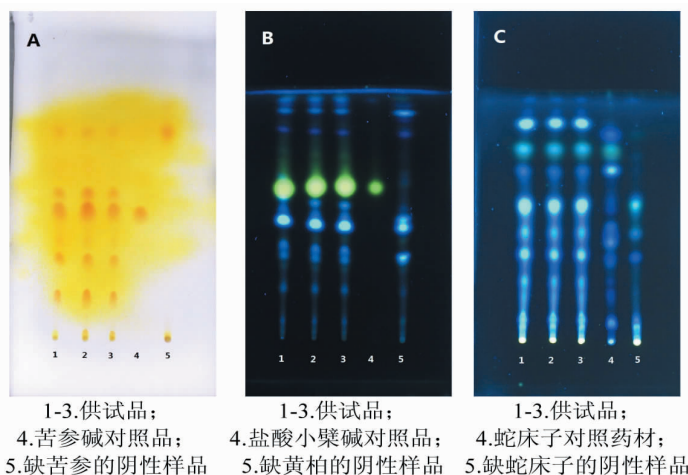 A
B
C
1 2 3 4 5
1 2 3 4 5
1 2 3 4 5
1-3.供试品；
4.苦参碱对照品；
5.缺苦参的阴性样品
1-3.供试品；
4.盐酸小檗碱对照品；
5.缺黄柏的阴性样品
1-3.供试品；
4.蛇床子对照药材；
5.缺蛇床子的阴性样品